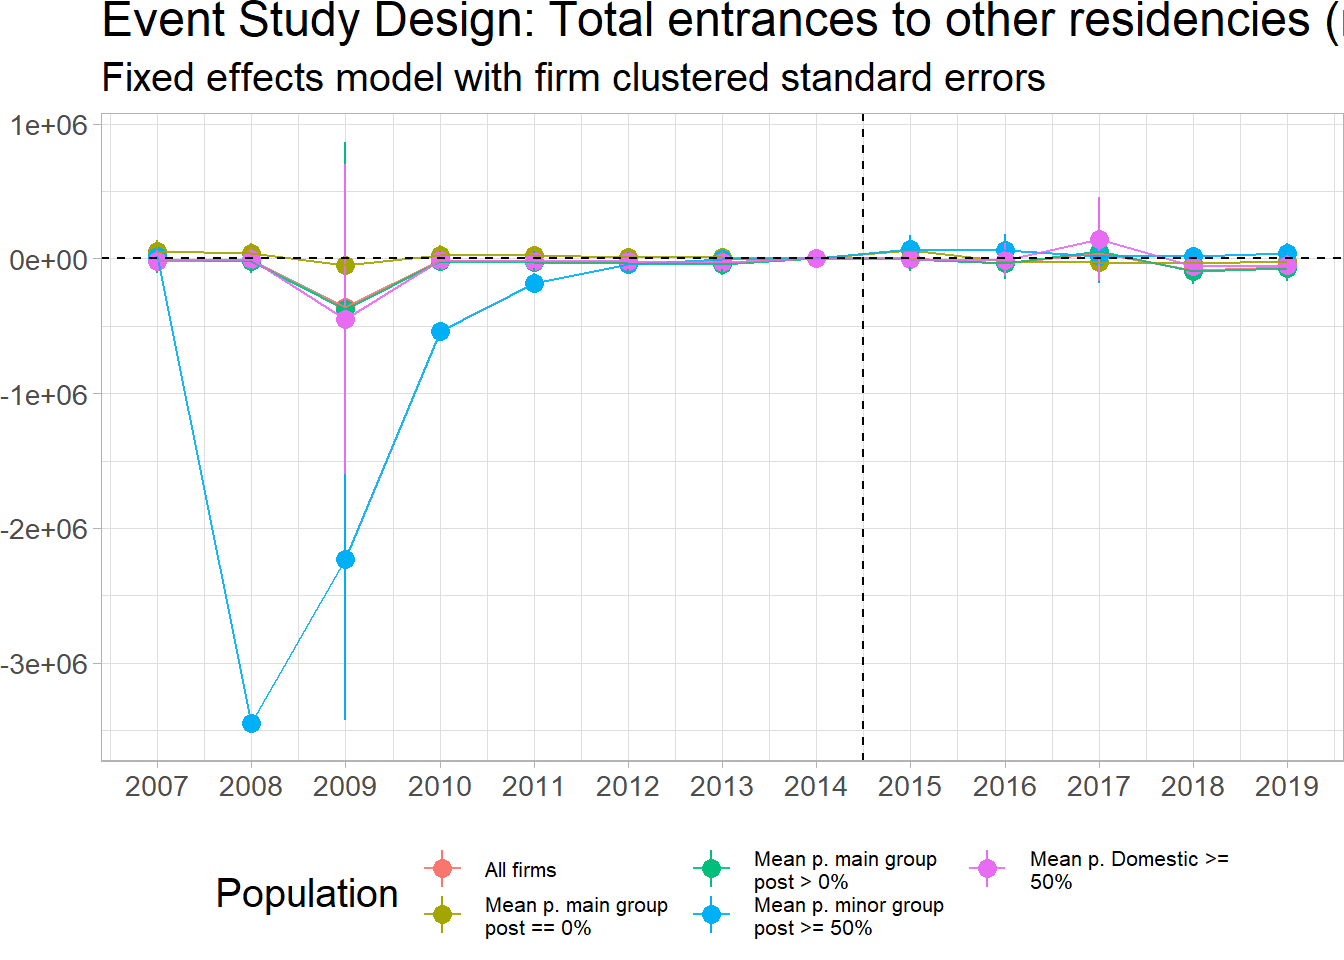 Event Study Design: Total entrances to other residencies (
Fixed effects model with firm clustered standard errors
1e+06
0e+00
-1e+06
-2e+06
-3e+06
2007 2008 2009 2010 2011 2012 2013 2014 2015 2016 2017 2018 2019
Population
All firms
Mean p. main group
post == 0%
Mean p. main group
post > 0%
Mean p. minor group
post >= 50%
Mean p. Domestic >=
50%